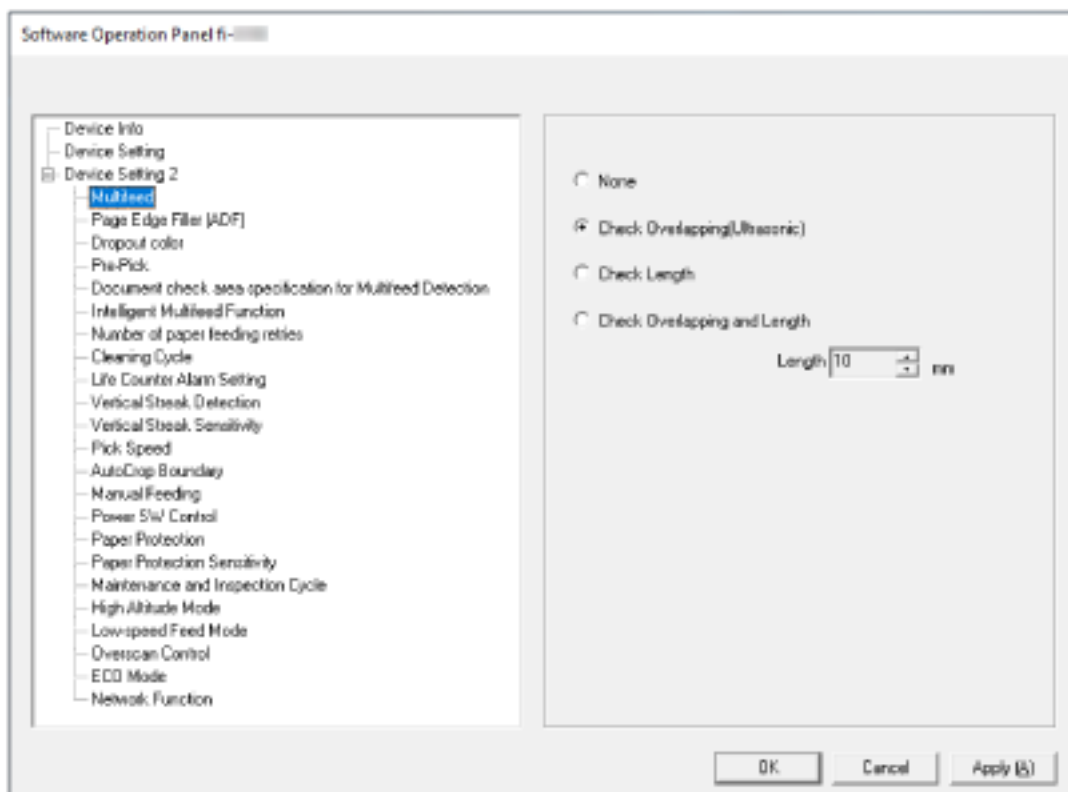 Software Operation Panel fi-
Device Info
Device Setting
Device Setting 2
Multifeed
Page Edge Filler [ADF]
Dropout color
Pre-Pick
Document check area specification for Multifeed Detection
Intelligent Multifeed Function
Number of paper feeding retries
Cleaning Cycle
Life Counter Alarm Setting
Vertical Streak Detection
Vertical Streak Sensitivity
Pick Speed
AutoCrop Boundary
Manual Feeding
Power SW Control
Paper Protection
Paper Protection Sensitivity
Maintenance and Inspection Cycle
High Altitude Mode
Low-speed Feed Mode
Overscan Control
ECO Mode
Network Function
None
Check Overlapping(Ultrasonic)
Check Length
Check Overlapping and Length
Length 10 mm
OK Cancel Apply (A)